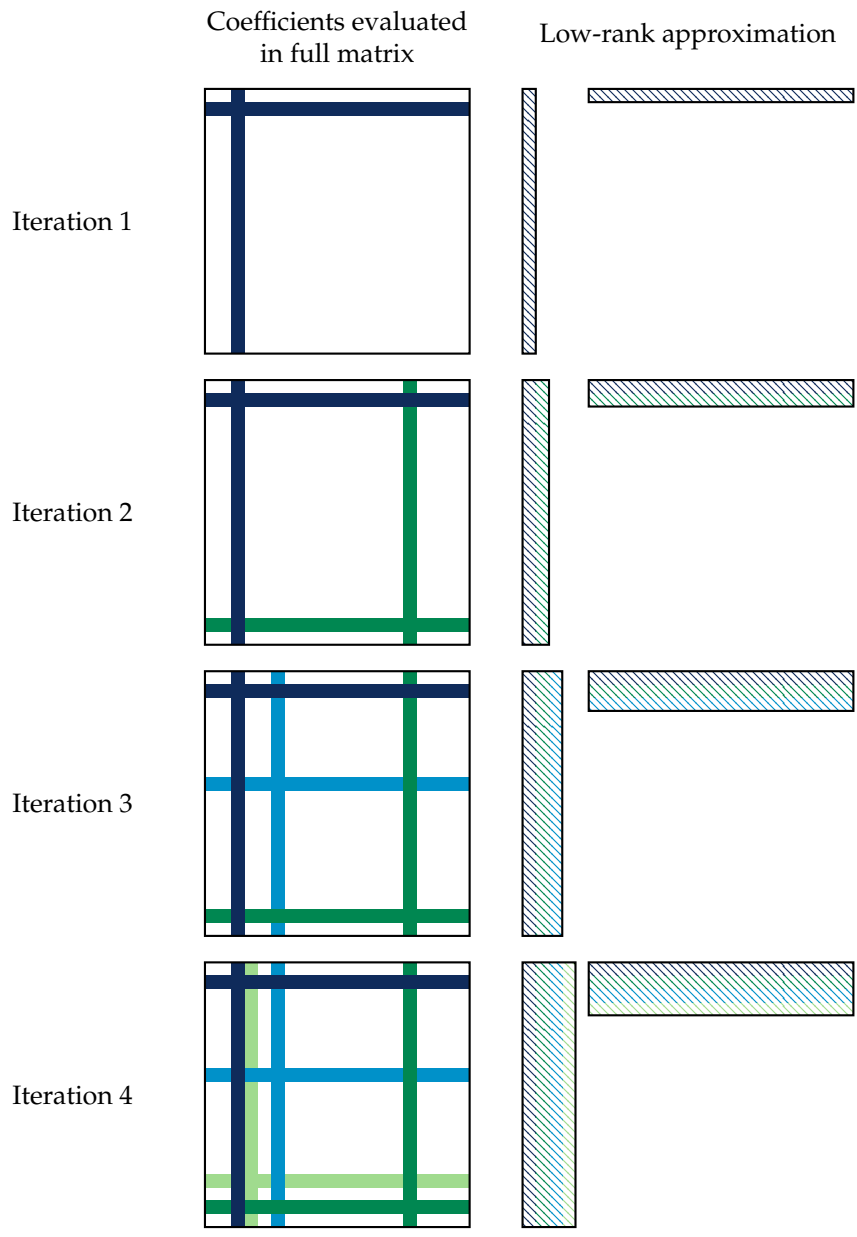 Coefficients evaluated
in full matrix
Low-rank approximation
Iteration 1
Iteration 2
Iteration 3
Iteration 4